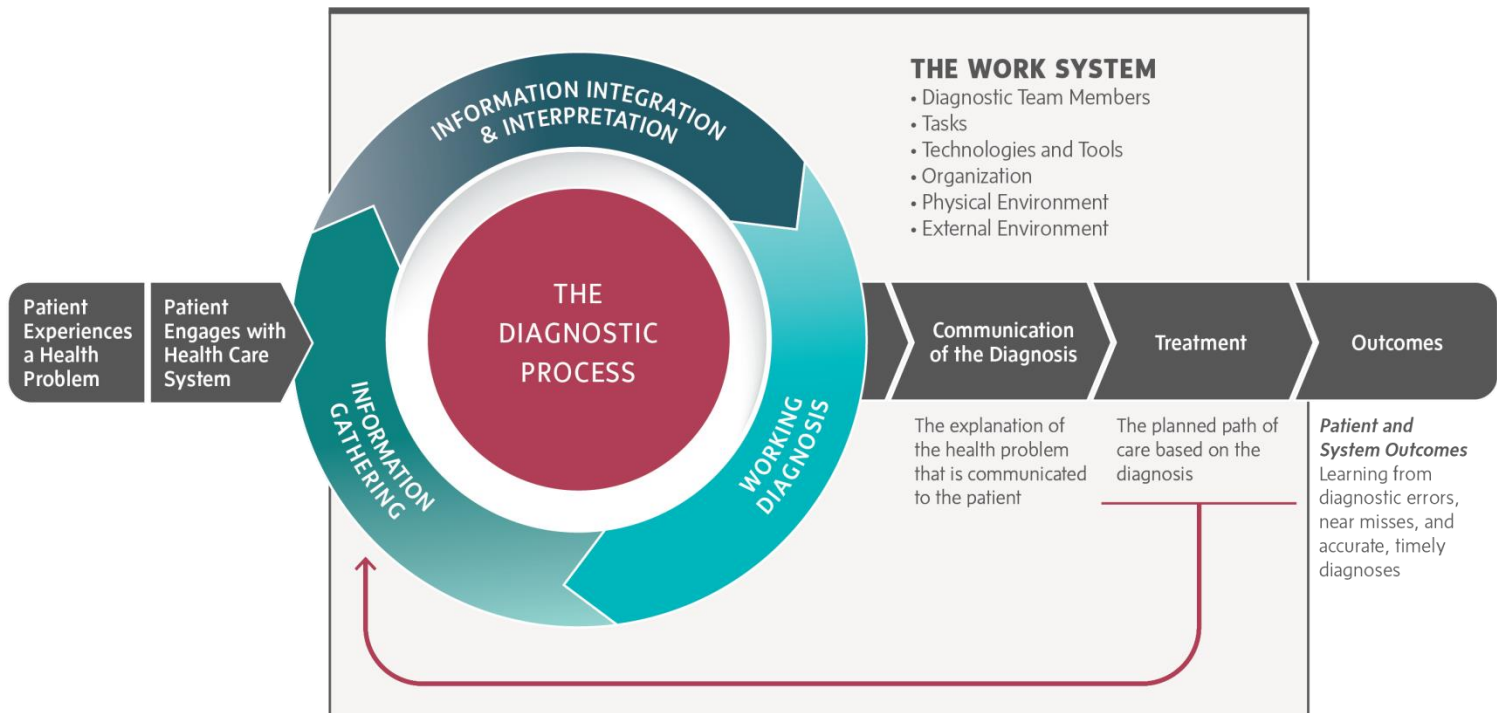 THE WORK SYSTEM
• Diagnostic Team Members
• Tasks
• Technologies and Tools
• Organization
• Physical Environment
• External Environment
Patient
Experiences
a Health
Problem
Patient
Engages with
Health Care
System
INFORMATION INTEGRATION
& INTERPRETATION
INFORMATION
GATHERING
WORKING
DIAGNOSIS
THE
DIAGNOSTIC
PROCESS
Communication
of the Diagnosis
The explanation of
the health problem
that is communicated
to the patient
Treatment
The planned path of
care based on the
diagnosis
Outcomes
Patient and
System Outcomes
Learning from
diagnostic errors,
near misses, and
accurate, timely
diagnoses